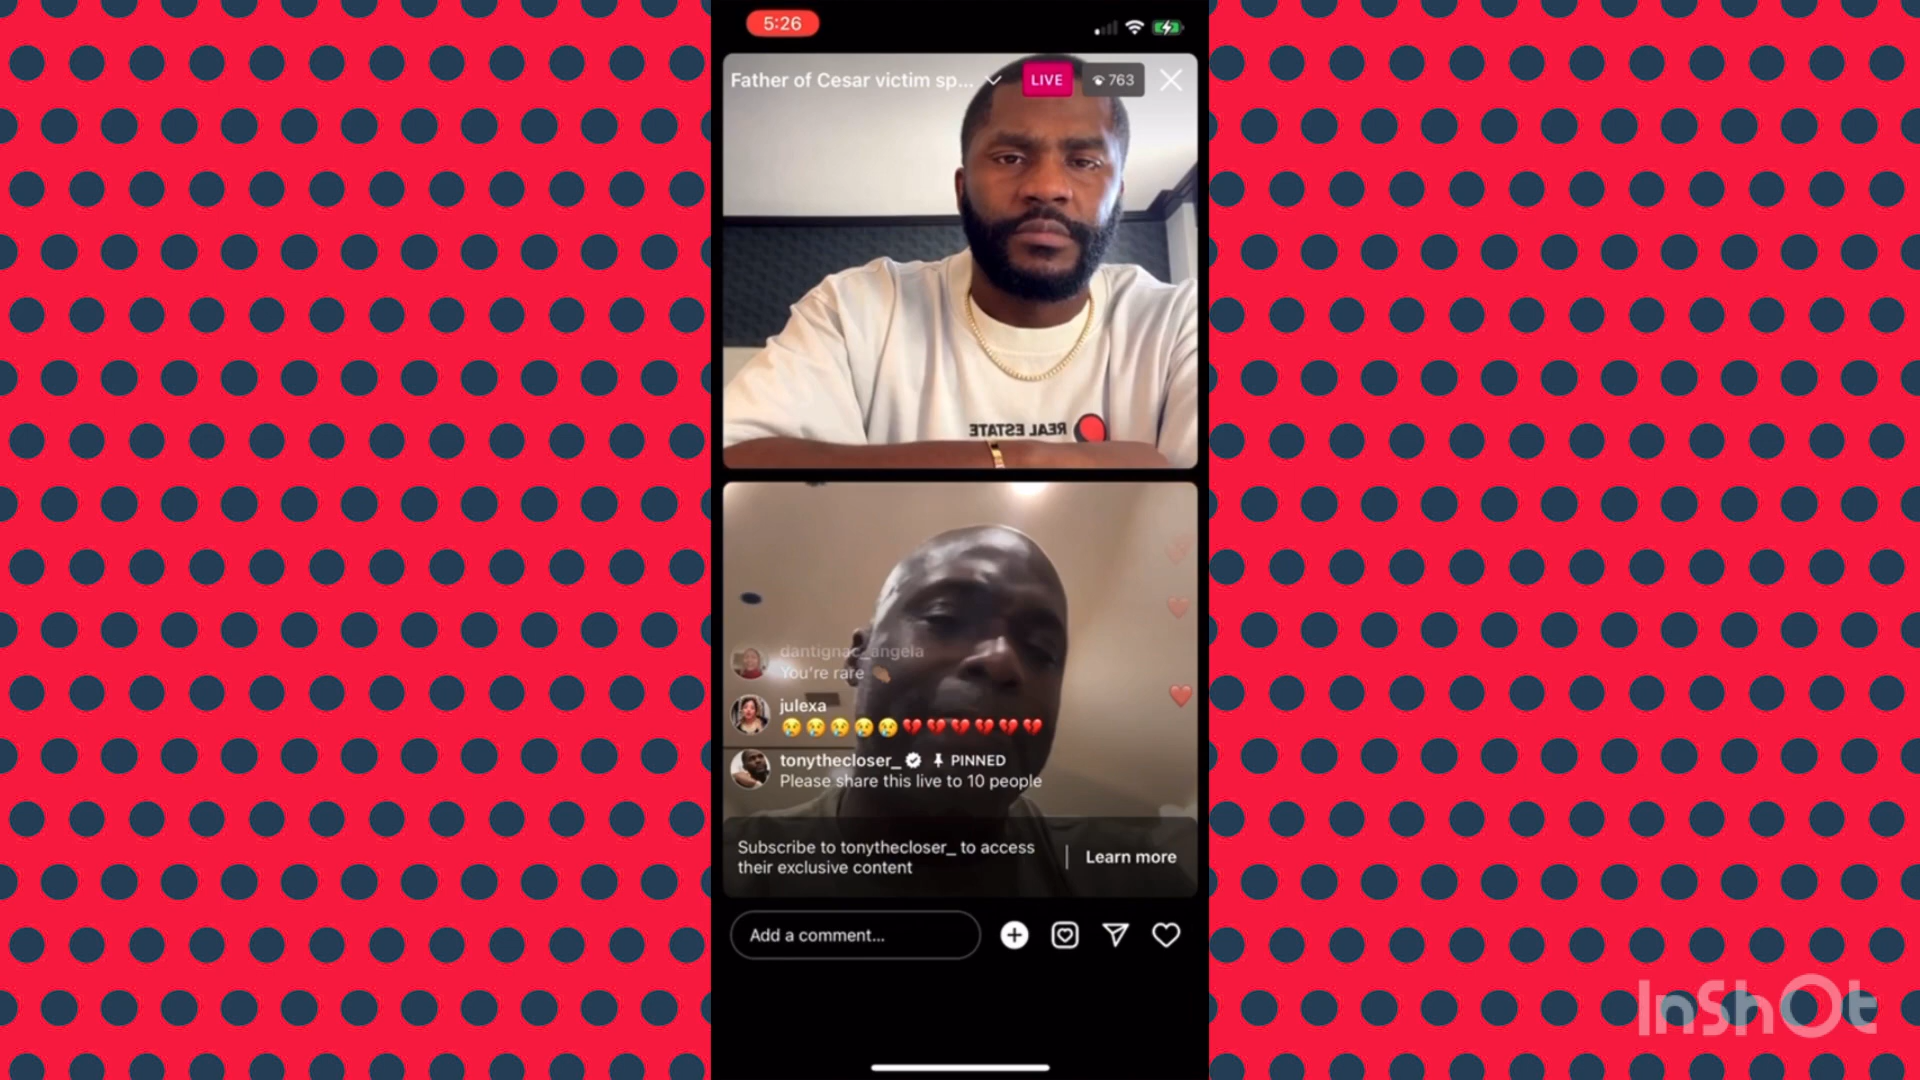 5:26
Father of Cesar victim sp...
LIVE
763
REAL ESTATE
dantignac_angela
You're rare
julexa
tonythecloser_ PINNED
Please share this live to 10 people
Subscribe to tonythecloser_ to access
their exclusive content
Learn more
Add a comment...
InShOt